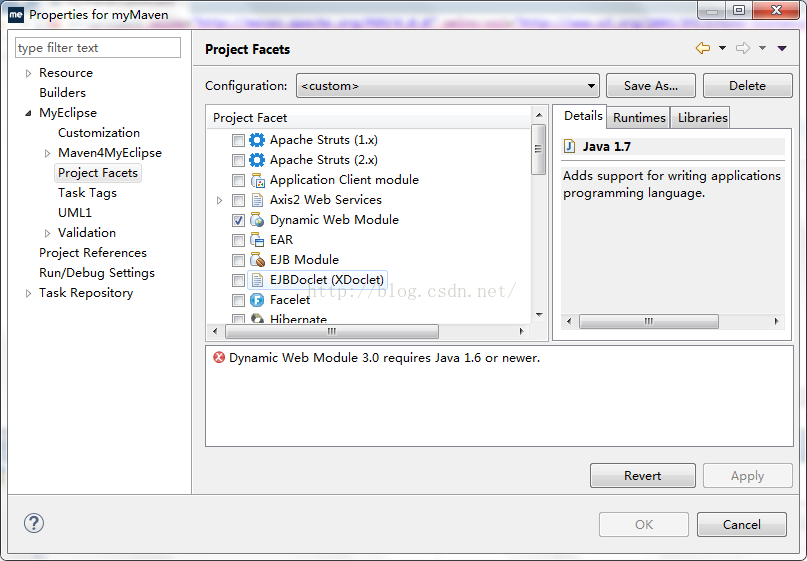 me Properties for myMaven
type filter text
Resource
Builders
MyEclipse
Customization
Maven4MyEclipse
Project Facets
Task Tags
UML1
Validation
Project References
Run/Debug Settings
Task Repository
Project Facets
Configuration: <custom> Save As... Delete
Project Facet
Apache Struts (1.x)
Apache Struts (2.x)
Application Client module
Axis2 Web Services
Dynamic Web Module
EAR
EJB Module
EJBDoclet (XDoclet)
Facelet
Hibernate
Details Runtimes Libraries
Java 1.7
Adds support for writing applications
programming language.
http://blog.csdn.net/
Dynamic Web Module 3.0 requires Java 1.6 or newer.
Revert Apply
? OK Cancel